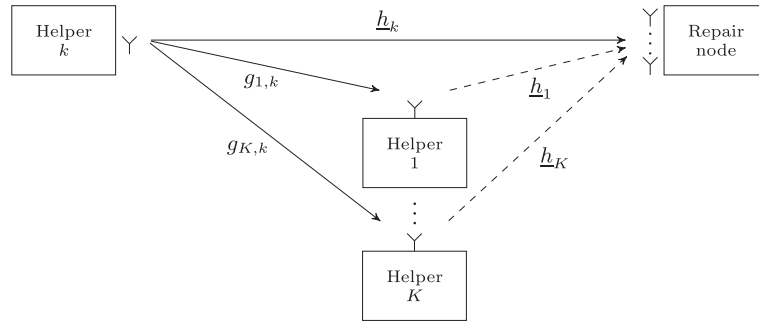 Helper
k
h_k
Repair
node
g_{1,k}
h_1
Helper
1
g_{K,k}
h_K
Helper
K